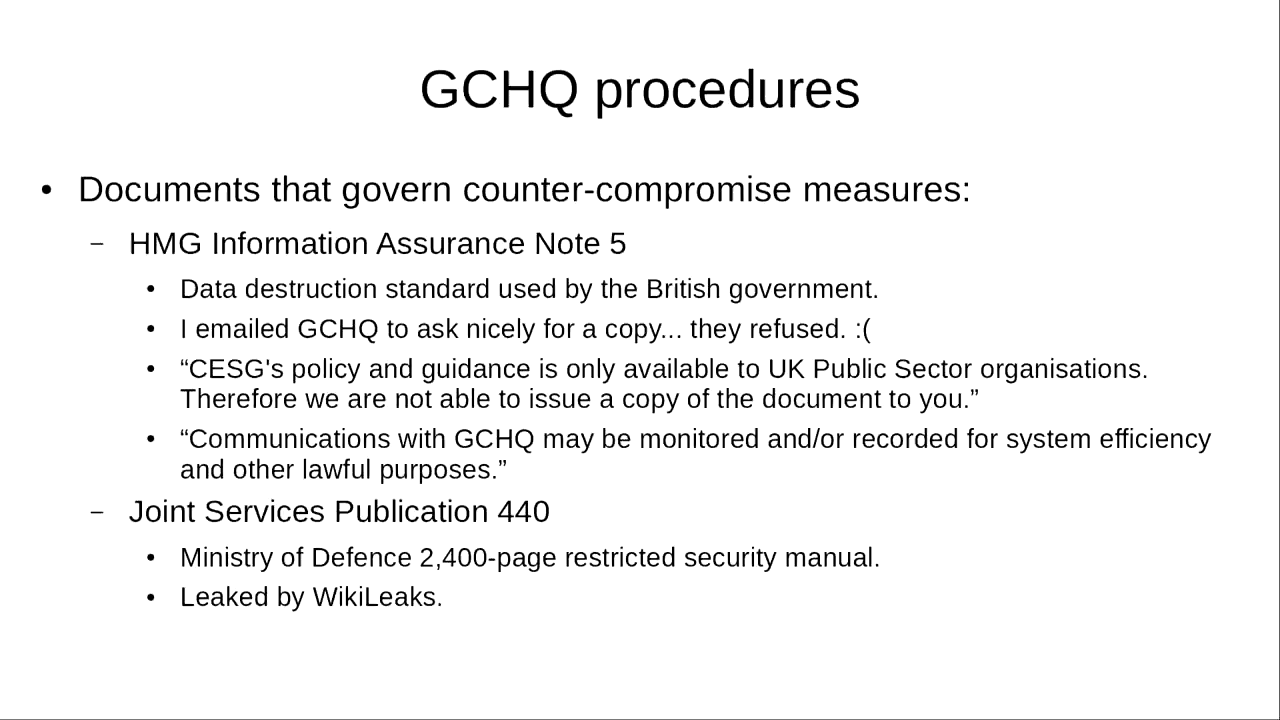 GCHQ procedures
• Documents that govern counter-compromise measures:
– HMG Information Assurance Note 5
• Data destruction standard used by the British government.
• I emailed GCHQ to ask nicely for a copy... they refused. :(
• “CESG's policy and guidance is only available to UK Public Sector organisations.
Therefore we are not able to issue a copy of the document to you.”
• “Communications with GCHQ may be monitored and/or recorded for system efficiency
and other lawful purposes.”
– Joint Services Publication 440
• Ministry of Defence 2,400-page restricted security manual.
• Leaked by WikiLeaks.